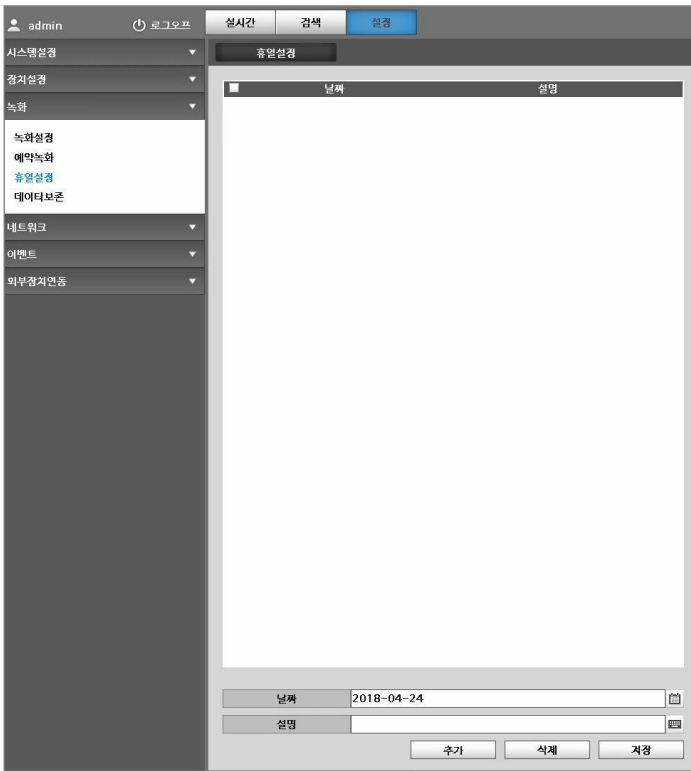 admin 로그오프 실시간 검색 설정
시스템설정 휴일설정
장치설정
날짜 설명
녹화
녹화설정
예약녹화
휴일설정
데이터보존
네트워크
이벤트
외부장치연동
날짜 2018-04-24
설명
추가 삭제 저장